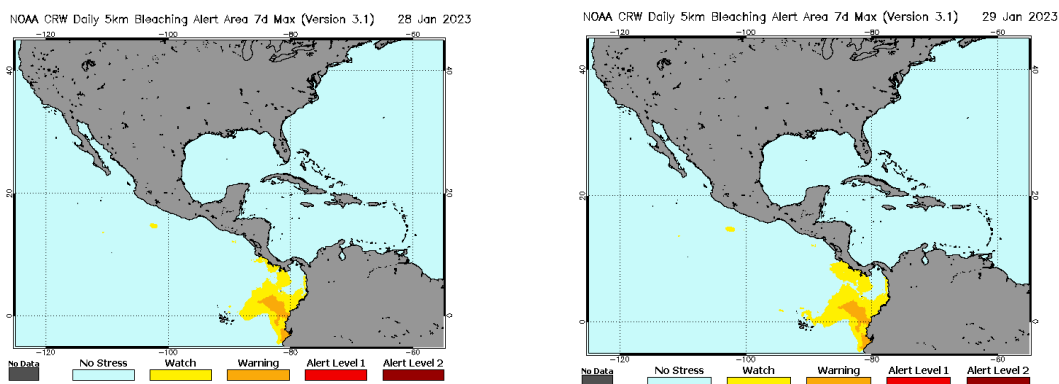 NOAA CRW Daily 5km Bleaching Alert Area 7d Max (Version 3.1) 28 Jan 2023
-120 -100 -80 -60
40 40
20 20
0 0
-120 -100 -80 -60
No Data No Stress Watch Warning Alert Level 1 Alert Level 2
NOAA CRW Daily 5km Bleaching Alert Area 7d Max (Version 3.1) 29 Jan 2023
-120 -100 -80 -60
40 40
20 20
0 0
-120 -100 -80 -60
No Data No Stress Watch Warning Alert Level 1 Alert Level 2